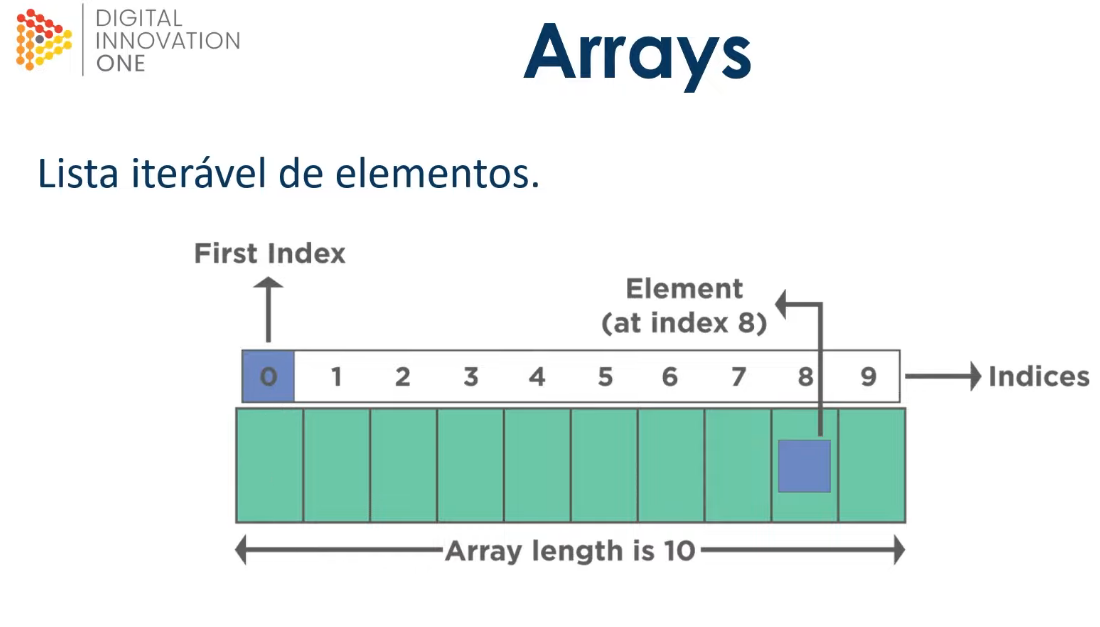 DIGITAL
INNOVATION
ONE
Arrays
Lista iterável de elementos.
First Index
Element
(at index 8)
0 1 2 3 4 5 6 7 8 9
Indices
Array length is 10